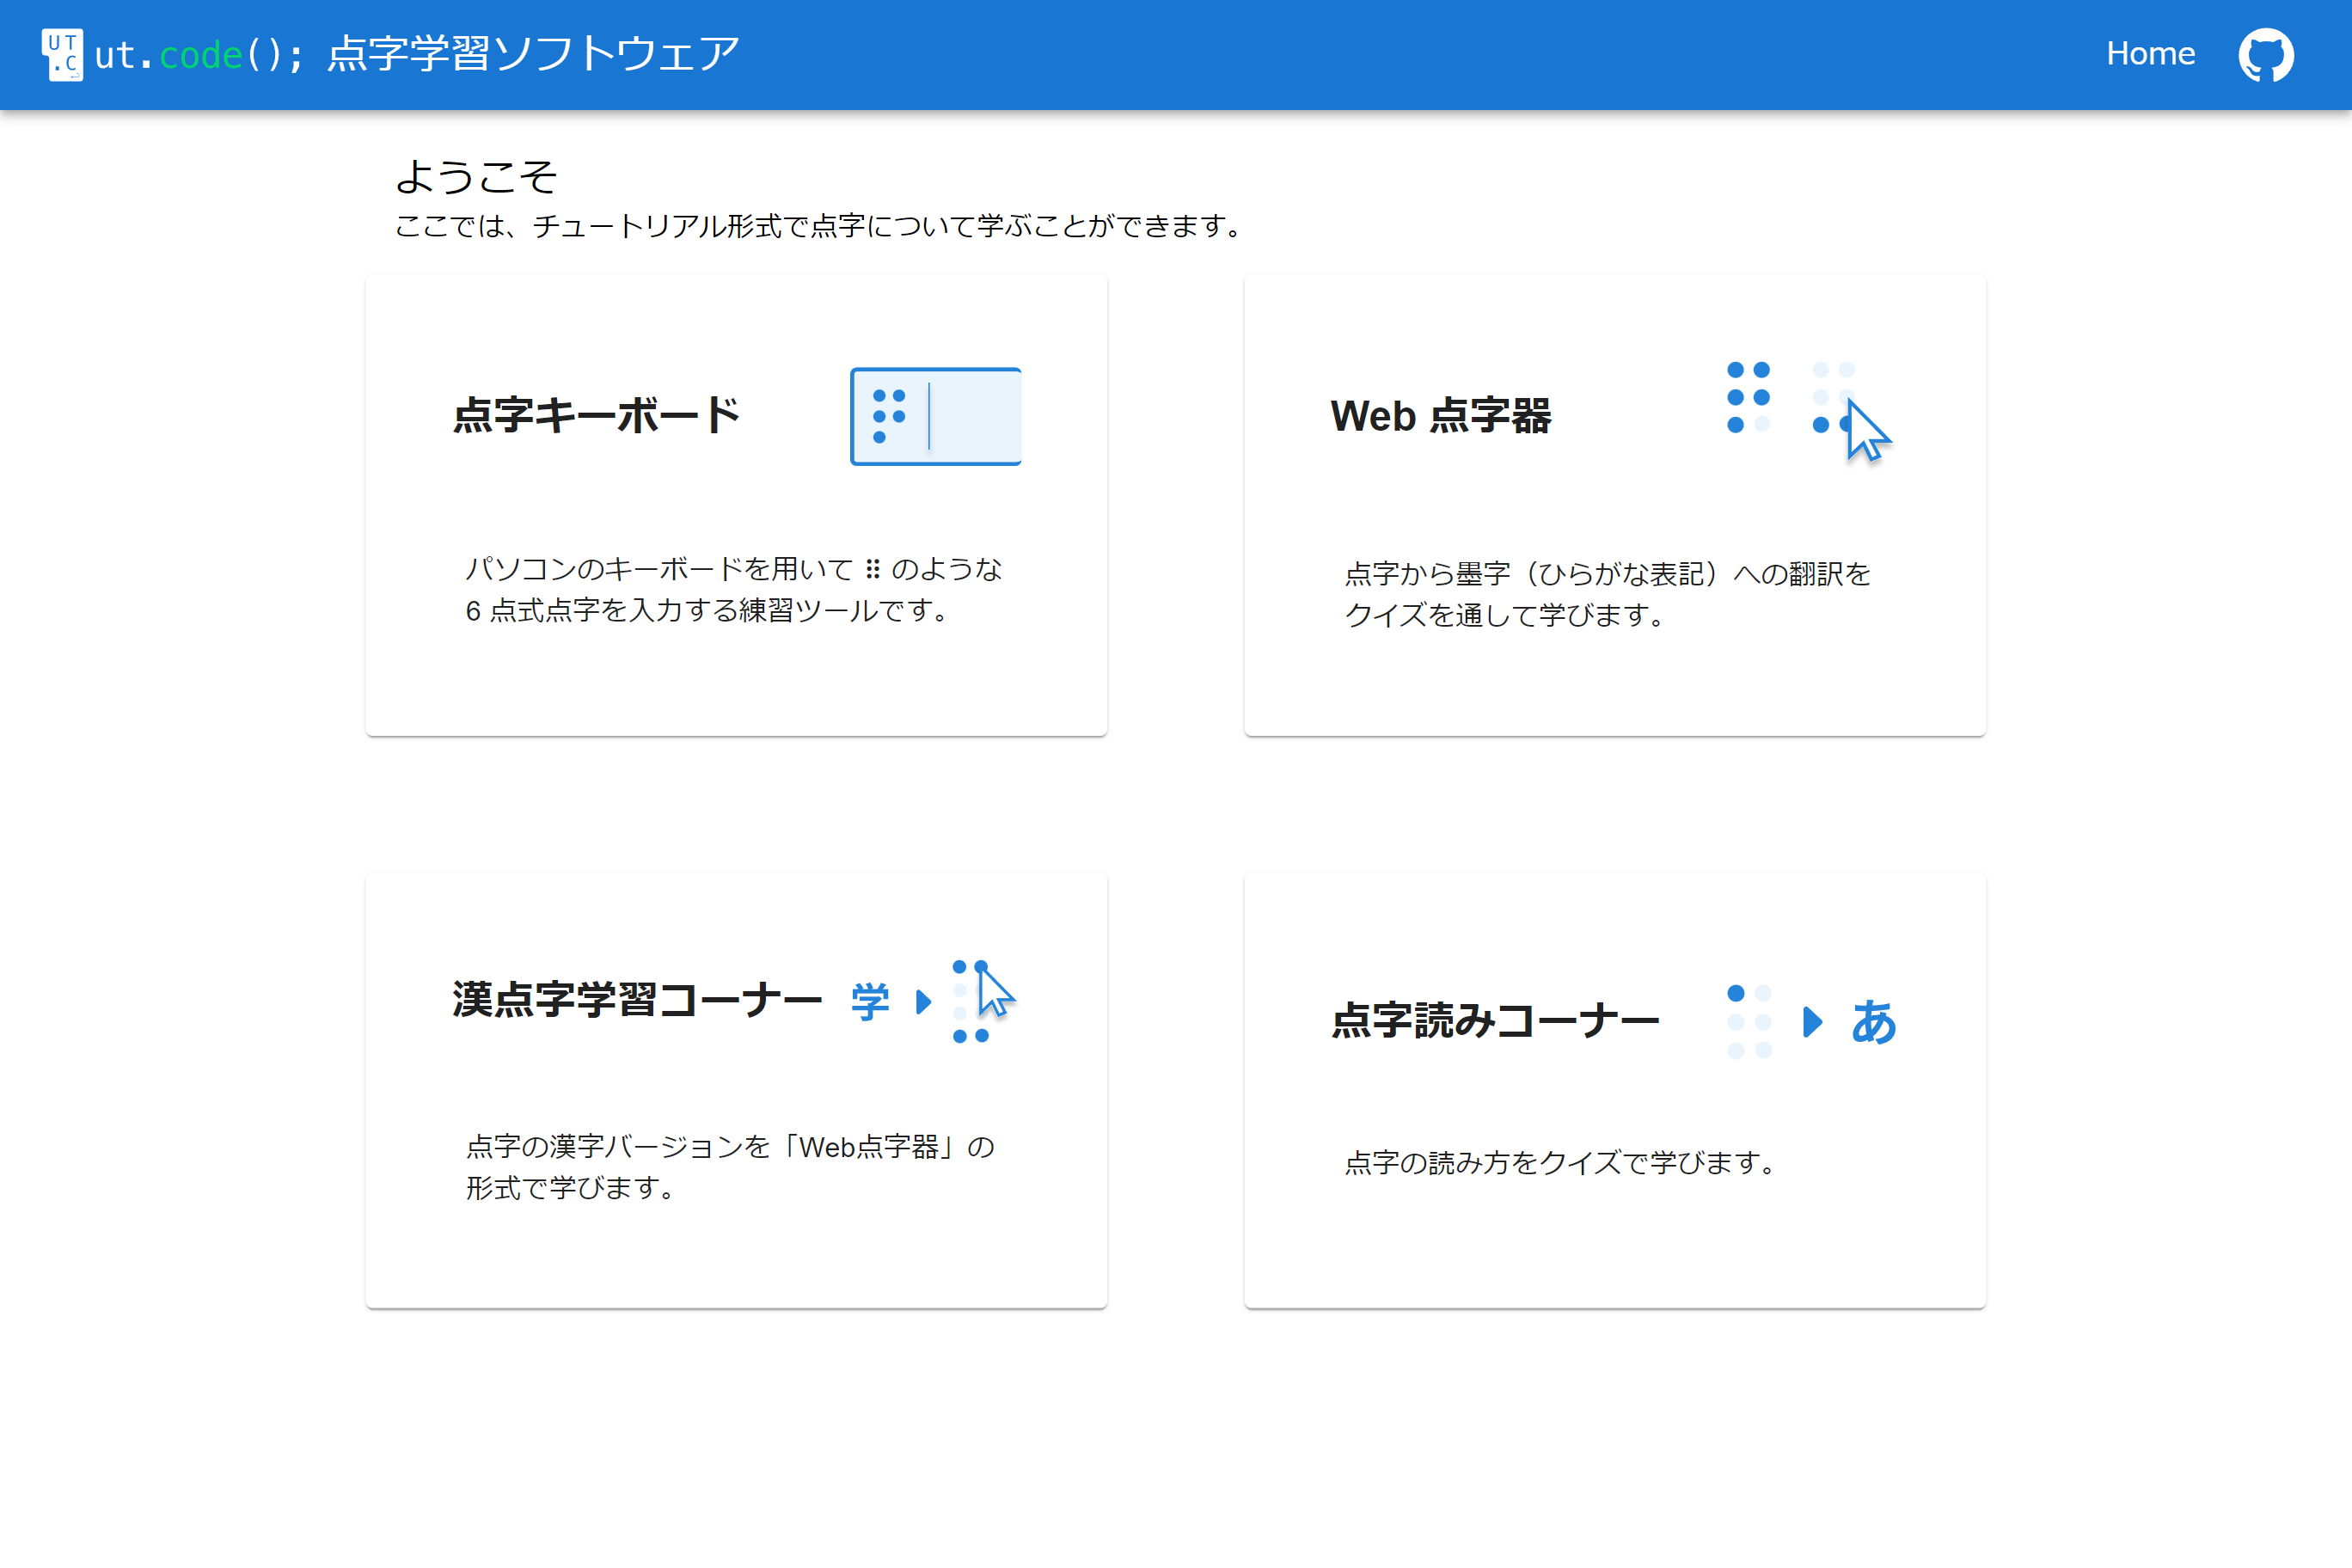 UT
.C
ut.code(); 点字学習ソフトウェア
Home
ようこそ
ここでは、チュートリアル形式で点字について学ぶことができます。
点字キーボード
パソコンのキーボードを用いて ⠿ のような
6 点式点字を入力する練習ツールです。
Web 点字器
点字から墨字（ひらがな表記）への翻訳を
クイズを通して学びます。
漢点字学習コーナー
学
点字の漢字バージョンを「Web点字器」の
形式で学びます。
点字読みコーナー
あ
点字の読み方をクイズで学びます。